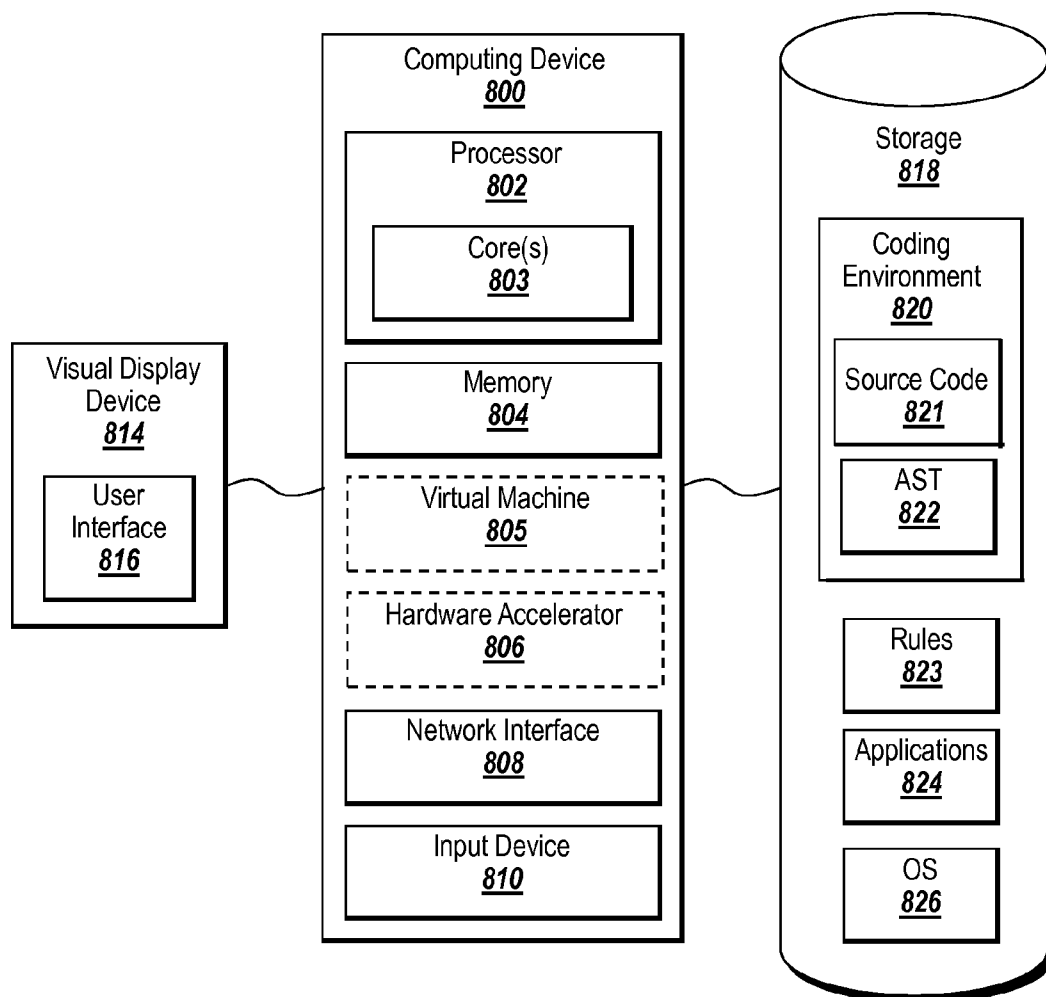 Visual Display
Device
814
User
Interface
816
Computing Device
800
Processor
802
Core(s)
803
Memory
804
Virtual Machine
805
Hardware Accelerator
806
Network Interface
808
Input Device
810
Storage
818
Coding
Environment
820
Source Code
821
AST
822
Rules
823
Applications
824
OS
826